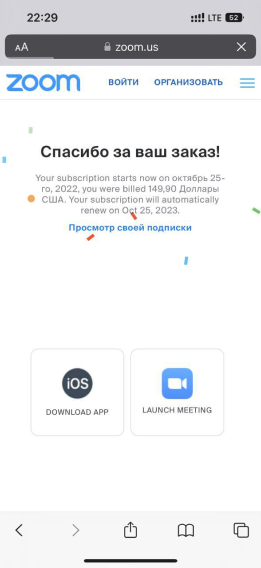 22:29
LTE 52
AA zoom.us
zoom ВОЙТИ ОРГАНИЗОВАТЬ
Спасибо за ваш заказ!
Your subscription starts now on октябрь 25-
го, 2022, you were billed 149,90 Доллары
США. Your subscription will automatically
renew on Oct 25, 2023.
Просмотр своей подписки
iOS
DOWNLOAD APP
LAUNCH MEETING